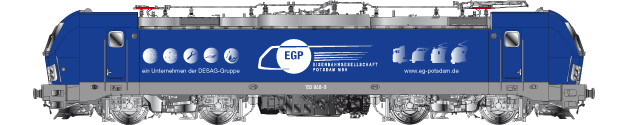 EGP
EISENBAHNGESELLSCHAFT
POTSDAM MBH
ein Unternehmen der DESAG-Gruppe
www.eg-potsdam.de